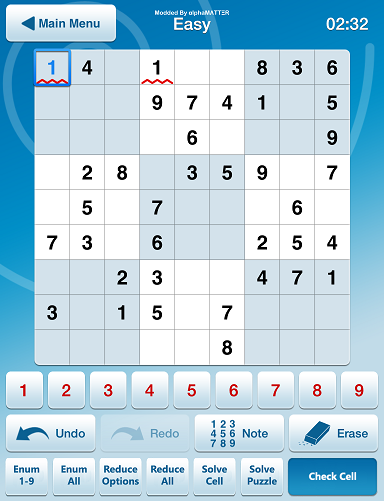 Modded By alphaMATTER
Main Menu Easy 02:32
1 4 1 8 3 6
9 7 4 1 5
6 9
2 8 3 5 9 7
5 7 6
7 3 6 2 5 4
2 3 4 7 1
3 1 5 7
8
1 2 3 4 5 6 7 8 9
Undo Redo 1 2 3 4 5 6 7 8 9 Note Erase
Enum 1-9 Enum All Reduce Options Reduce All Solve Cell Solve Puzzle Check Cell